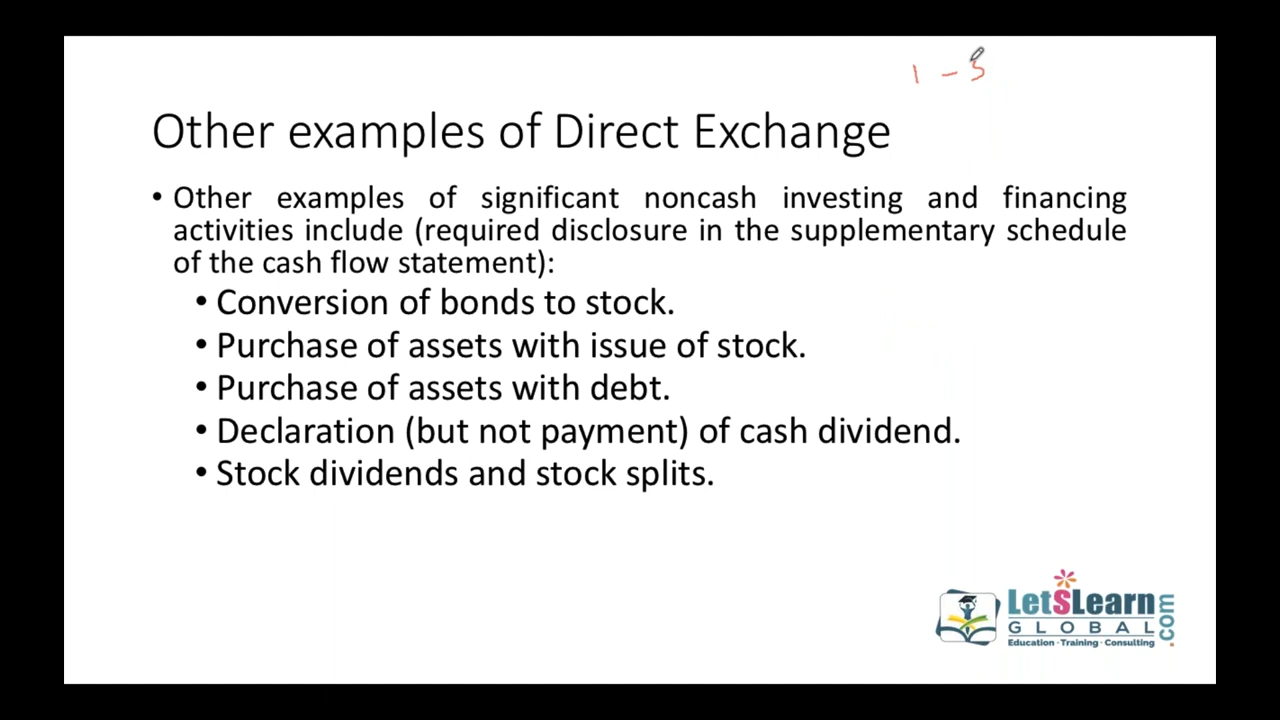 1 - 5
Other examples of Direct Exchange
• Other examples of significant noncash investing and financing
activities include (required disclosure in the supplementary schedule
of the cash flow statement):
• Conversion of bonds to stock.
• Purchase of assets with issue of stock.
• Purchase of assets with debt.
• Declaration (but not payment) of cash dividend.
• Stock dividends and stock splits.
LetSLearn
GLOBAL
.com
Education · Training · Consulting